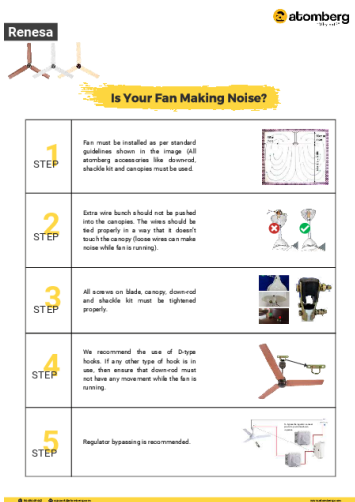 atomberg
Renesa
Is Your Fan Making Noise?
1
STEP
Fan must be installed as per standard
guidelines shown in the image (All
atomberg accessories like downrod,
shackle kit and canopies must be used.
2
STEP
Extra wire bunch should not be pushed
into the canopies. The wires should be
tied properly in a way that it doesn't
touch the canopy (loose wires can make
noise while fan is running).
3
STEP
All screws on blade, canopy, down-rod
and shackle kit must be tightened
properly.
4
STEP
We recommend the use of D-type
hooks. If any other type of hook is in
use, then ensure that down-rod must
not have any movement while the fan is
running.
5
STEP
Regulator bypassing is recommended.